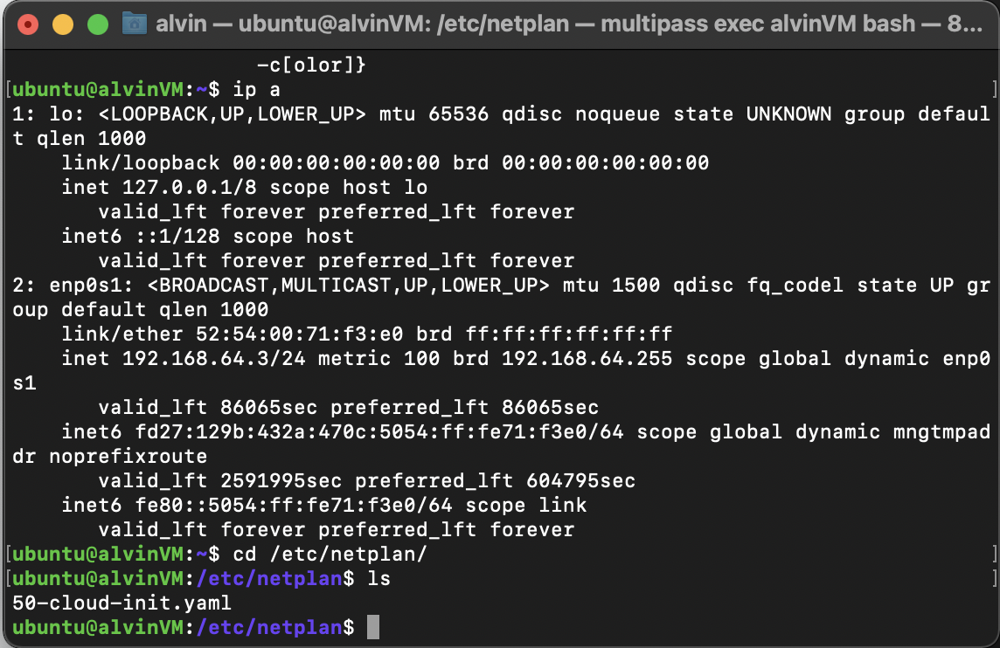 alvin — ubuntu@alvinVM: /etc/netplan — multipass exec alvinVM bash — 8...
-c[olor]}
[ubuntu@alvinVM:~$ ip a ]
1: lo: <LOOPBACK,UP,LOWER_UP> mtu 65536 qdisc noqueue state UNKNOWN group defaul
t qlen 1000
    link/loopback 00:00:00:00:00:00 brd 00:00:00:00:00:00
    inet 127.0.0.1/8 scope host lo
       valid_lft forever preferred_lft forever
    inet6 ::1/128 scope host
       valid_lft forever preferred_lft forever
2: enp0s1: <BROADCAST,MULTICAST,UP,LOWER_UP> mtu 1500 qdisc fq_codel state UP gr
oup default qlen 1000
    link/ether 52:54:00:71:f3:e0 brd ff:ff:ff:ff:ff:ff
    inet 192.168.64.3/24 metric 100 brd 192.168.64.255 scope global dynamic enp0
s1
       valid_lft 86065sec preferred_lft 86065sec
    inet6 fd27:129b:432a:470c:5054:ff:fe71:f3e0/64 scope global dynamic mngtmpad
dr noprefixroute
       valid_lft 2591995sec preferred_lft 604795sec
    inet6 fe80::5054:ff:fe71:f3e0/64 scope link
       valid_lft forever preferred_lft forever
[ubuntu@alvinVM:~$ cd /etc/netplan/ ]
[ubuntu@alvinVM:/etc/netplan$ ls ]
50-cloud-init.yaml
ubuntu@alvinVM:/etc/netplan$